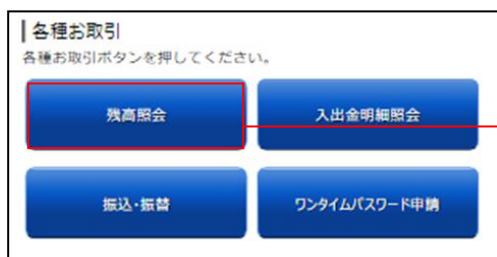 各種お取引
各種お取引ボタンを押してください。
残高照会
入出金明細照会
振込・振替
ワンタイムパスワード申請